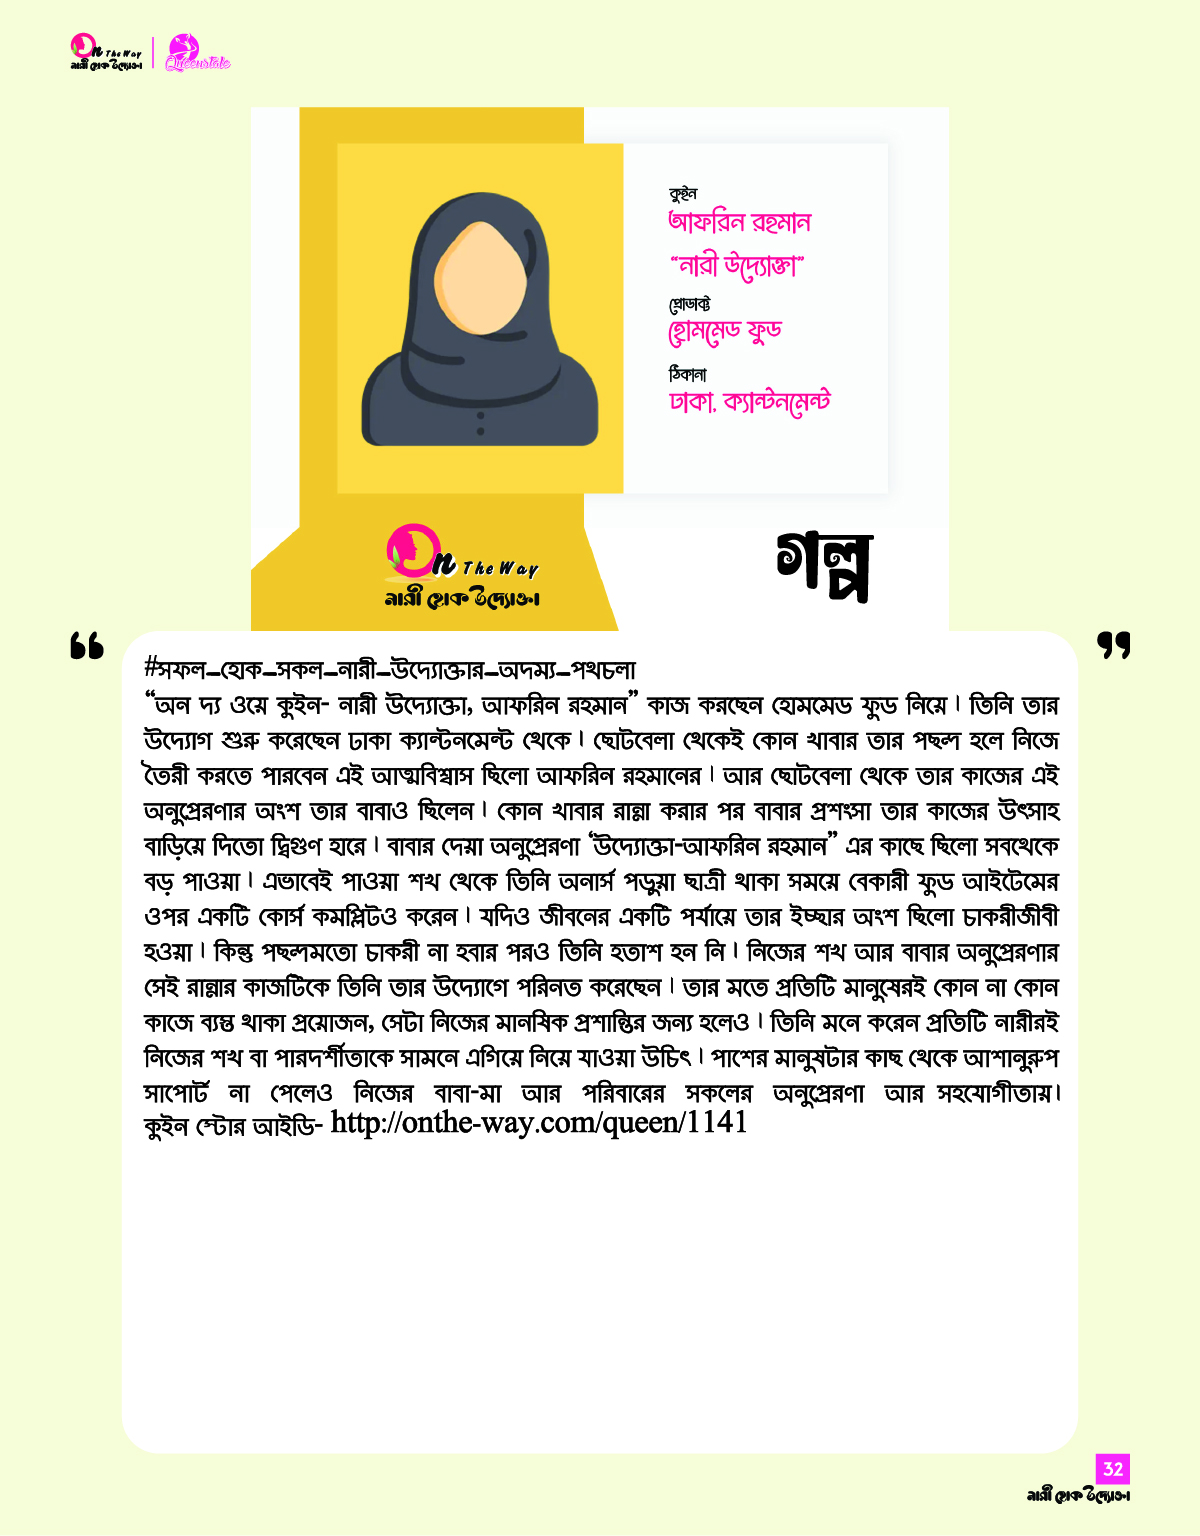 On The Way
নারী হোক উদ্যোক্তা
Queenstale
কুইন
আফরিন রহমান
“নারী উদ্যোক্তা”
প্রোডাক্ট
হোমমেড ফুড
ঠিকানা
ঢাকা. ক্যান্টনমেন্ট
On The Way
নারী হোক উদ্যোক্তা
গল্প
#সফল_হোক_সকল_নারী_উদ্যোক্তার_অদম্য_পথচলা
“অন দ্য ওয়ে কুইন- নারী উদ্যোক্তা, আফরিন রহমান” কাজ করছেন হোমমেড ফুড নিয়ে। তিনি তার
উদ্যোগ শুরু করেছেন ঢাকা ক্যান্টনমেন্ট থেকে। ছোটবেলা থেকেই কোন খাবার তার পছন্দ হলে নিজে
তৈরী করতে পারবেন এই আত্মবিশ্বাস ছিলো আফরিন রহমানের। আর ছোটবেলা থেকে তার কাজের এই
অনুপ্রেরণার অংশ তার বাবাও ছিলেন। কোন খাবার রান্না করার পর বাবার প্রশংসা তার কাজের উৎসাহ
বাড়িয়ে দিতো দ্বিগুণ হারে। বাবার দেয়া অনুপ্রেরণা ‘উদ্যোক্তা-আফরিন রহমান” এর কাছে ছিলো সবথেকে
বড় পাওয়া। এভাবেই পাওয়া শখ থেকে তিনি অনার্স পড়ুয়া ছাত্রী থাকা সময়ে বেকারী ফুড আইটেমের
ওপর একটি কোর্স কমপ্লিটও করেন। যদিও জীবনের একটি পর্যায়ে তার ইচ্ছার অংশ ছিলো চাকরীজীবী
হওয়া। কিন্তু পছন্দমতো চাকরী না হবার পরও তিনি হতাশ হন নি। নিজের শখ আর বাবার অনুপ্রেরণার
সেই রান্নার কাজটিকে তিনি তার উদ্যোগে পরিনত করেছেন। তার মতে প্রতিটি মানুষেরই কোন না কোন
কাজে ব্যস্ত থাকা প্রয়োজন, সেটা নিজের মানষিক প্রশান্তির জন্য হলেও। তিনি মনে করেন প্রতিটি নারীরই
নিজের শখ বা পারদর্শীতাকে সামনে এগিয়ে নিয়ে যাওয়া উচিৎ। পাশের মানুষটার কাছ থেকে আশানুরুপ
সাপোর্ট না পেলেও নিজের বাবা-মা আর পরিবারের সকলের অনুপ্রেরণা আর সহযোগীতায়।
কুইন স্টোর আইডি- http://onthe-way.com/queen/1141
32
নারী হোক উদ্যোক্তা